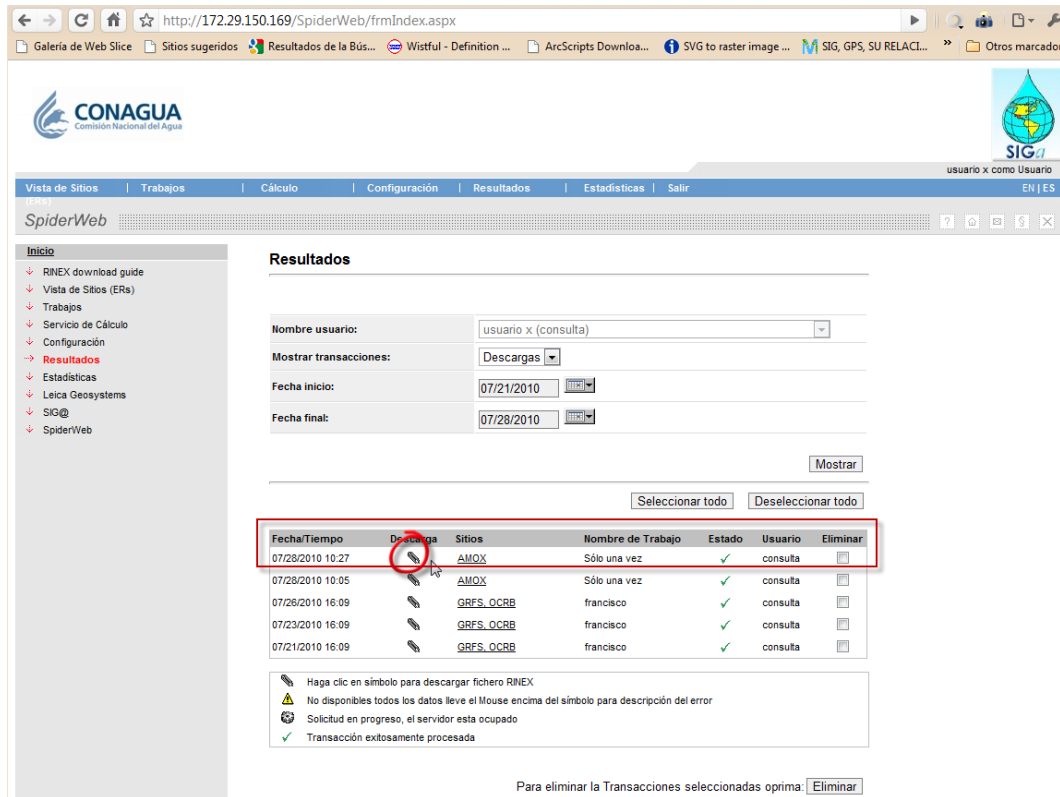 http://172.29.150.169/SpiderWeb/frmIndex.aspx
Galería de Web Slice Sitios sugeridos Resultados de la Bús... Wistful - Definition ... ArcScripts Downloa... SVG to raster image ... SIG, GPS, SU RELACI... » Otros marcador
CONAGUA
Comisión Nacional del Agua
SIGa
usuario x como Usuario
Vista de Sitios | Trabajos | Cálculo | Configuración | Resultados | Estadísticas | Salir EN | ES
(ERs)
SpiderWeb
Inicio
RINEX download guide
Vista de Sitios (ERs)
Trabajos
Servicio de Cálculo
Configuración
Resultados
Estadísticas
Leica Geosystems
SIG@
SpiderWeb
Resultados
Nombre usuario: usuario x (consulta)
Mostrar transacciones: Descargas
Fecha inicio: 07/21/2010
Fecha final: 07/28/2010
Mostrar
Seleccionar todo Deseleccionar todo
Fecha/Tiempo Descarga Sitios Nombre de Trabajo Estado Usuario Eliminar
07/28/2010 10:27 AMOX Sólo una vez consulta
07/28/2010 10:05 AMOX Sólo una vez consulta
07/26/2010 16:09 GRFS, OCRB francisco consulta
07/23/2010 16:09 GRFS, OCRB francisco consulta
07/21/2010 16:09 GRFS, OCRB francisco consulta
Haga clic en símbolo para descargar fichero RINEX
No disponibles todos los datos lleve el Mouse encima del símbolo para descripción del error
Solicitud en progreso, el servidor esta ocupado
Transacción exitosamente procesada
Para eliminar la Transacciones seleccionadas oprima: Eliminar